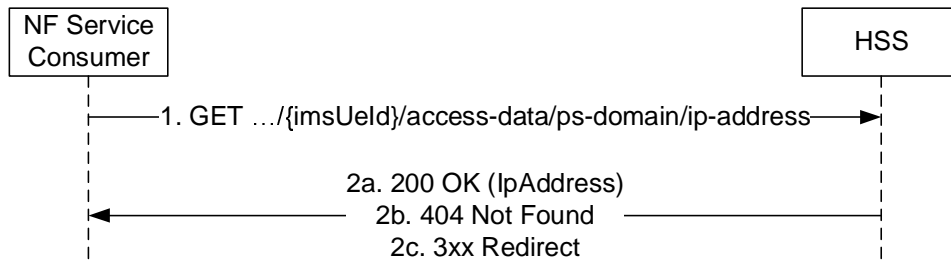 NF Service
Consumer
HSS
1. GET …/{imsUeId}/access-data/ps-domain/ip-address
2a. 200 OK (IpAddress)
2b. 404 Not Found
2c. 3xx Redirect